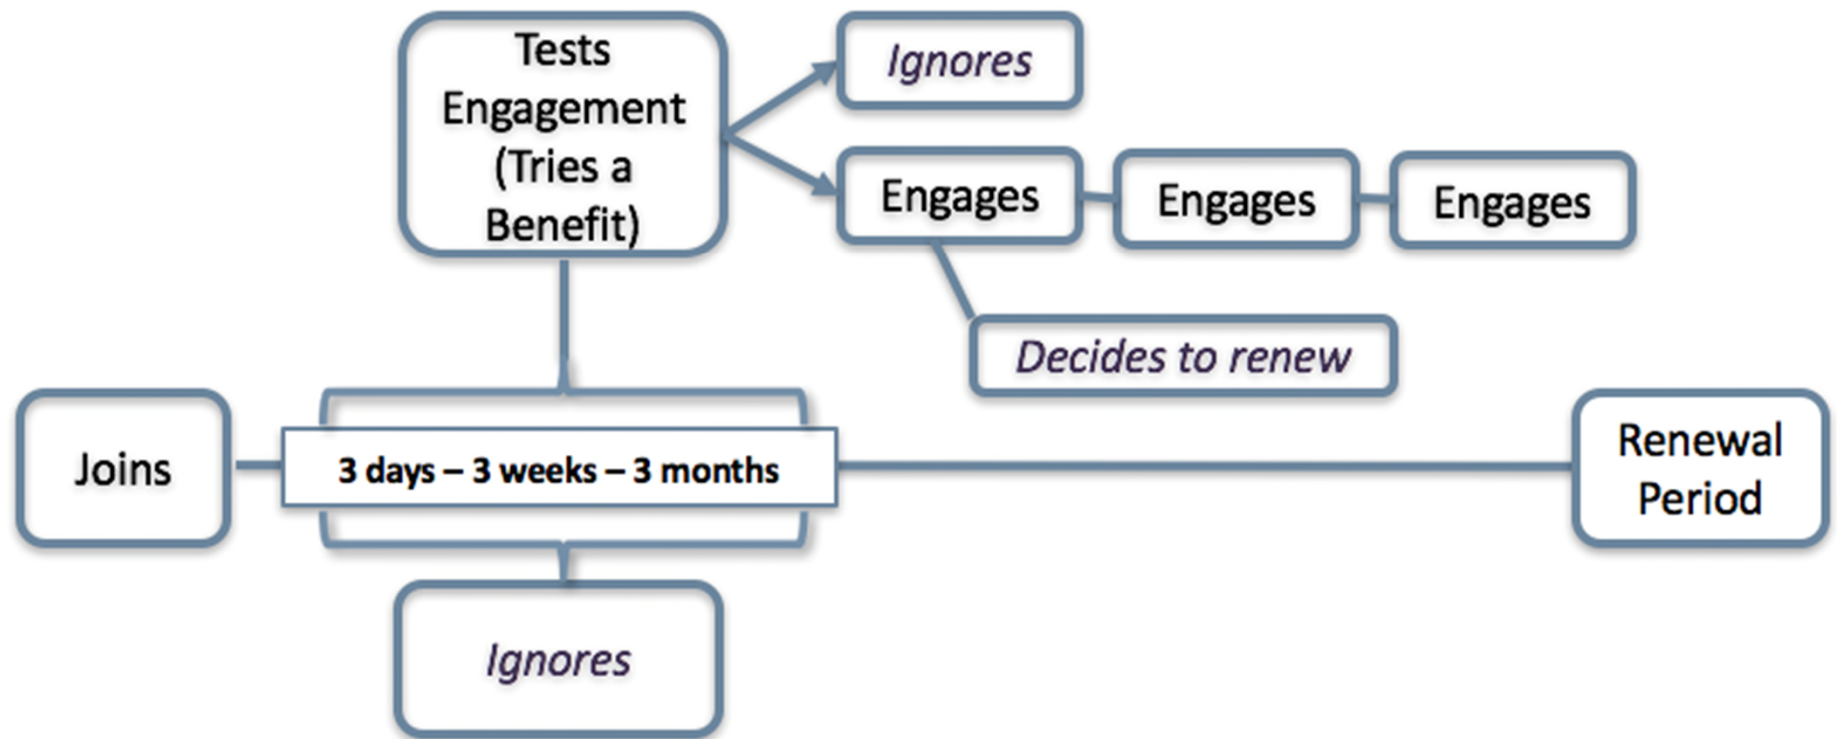 Tests
Engagement
(Tries a
Benefit)
Ignores
Engages
Engages
Engages
Decides to renew
Joins
3 days – 3 weeks – 3 months
Renewal
Period
Ignores